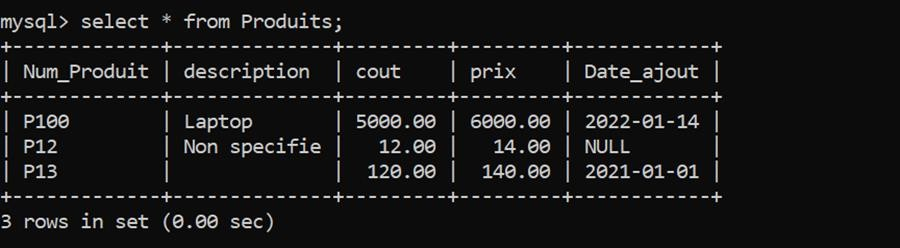 mysql> select * from Produits;
+-------------+--------------+---------+---------+------------+
| Num_Produit | description  | cout    | prix    | Date_ajout |
+-------------+--------------+---------+---------+------------+
| P100        | Laptop       | 5000.00 | 6000.00 | 2022-01-14 |
| P12         | Non specifie |   12.00 |   14.00 | NULL       |
| P13         |              |  120.00 |  140.00 | 2021-01-01 |
+-------------+--------------+---------+---------+------------+
3 rows in set (0.00 sec)